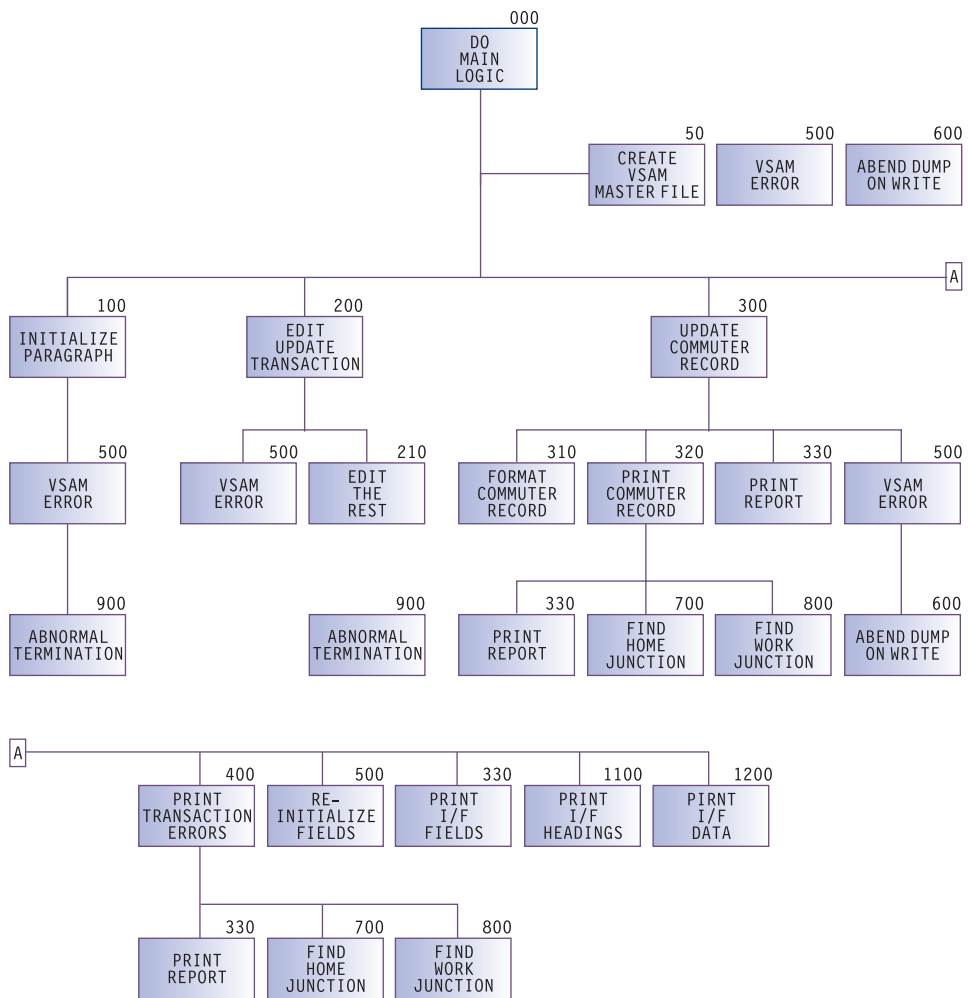 000
DO
MAIN
LOGIC
50
CREATE
VSAM
MASTER FILE
500
VSAM
ERROR
600
ABEND DUMP
ON WRITE
A
100
INITIALIZE
PARAGRAPH
200
EDIT
UPDATE
TRANSACTION
300
UPDATE
COMMUTER
RECORD
500
VSAM
ERROR
500
VSAM
ERROR
210
EDIT
THE
REST
310
FORMAT
COMMUTER
RECORD
320
PRINT
COMMUTER
RECORD
330
PRINT
REPORT
500
VSAM
ERROR
900
ABNORMAL
TERMINATION
900
ABNORMAL
TERMINATION
330
PRINT
REPORT
700
FIND
HOME
JUNCTION
800
FIND
WORK
JUNCTION
600
ABEND DUMP
ON WRITE
A
400
PRINT
TRANSACTION
ERRORS
500
RE-
INITIALIZE
FIELDS
330
PRINT
I/F
FIELDS
1100
PRINT
I/F
HEADINGS
1200
PIRNT
I/F
DATA
330
PRINT
REPORT
700
FIND
HOME
JUNCTION
800
FIND
WORK
JUNCTION